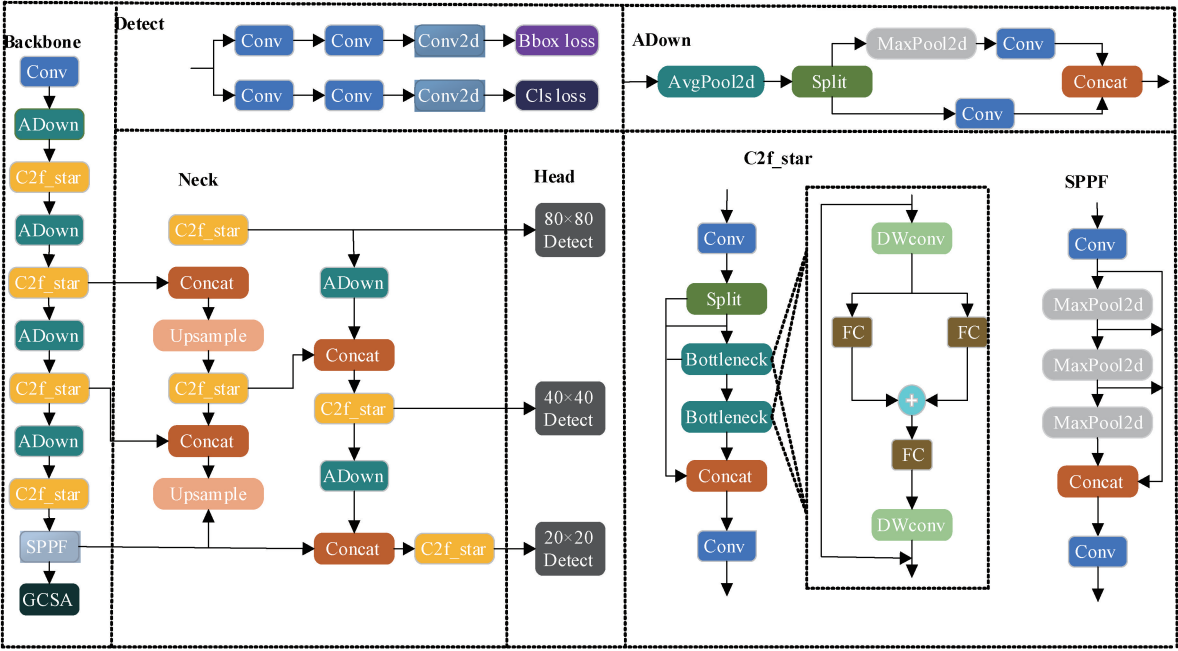 Backbone
Conv
ADown
C2f_star
ADown
C2f_star
ADown
C2f_star
ADown
C2f_star
SPPF
GCSA
Detect
Conv
Conv
Conv2d
Bbox loss
Conv
Conv
Conv2d
Cls loss
ADown
AvgPool2d
Split
MaxPool2d
Conv
Conv
Concat
Neck
C2f_star
Concat
Upsample
C2f_star
Concat
Upsample
ADown
Concat
C2f_star
ADown
Concat
C2f_star
Head
80×80
Detect
40×40
Detect
20×20
Detect
C2f_star
Conv
Split
Bottleneck
Bottleneck
Concat
Conv
DWconv
FC
FC
+
FC
DWconv
SPPF
Conv
MaxPool2d
MaxPool2d
MaxPool2d
Concat
Conv